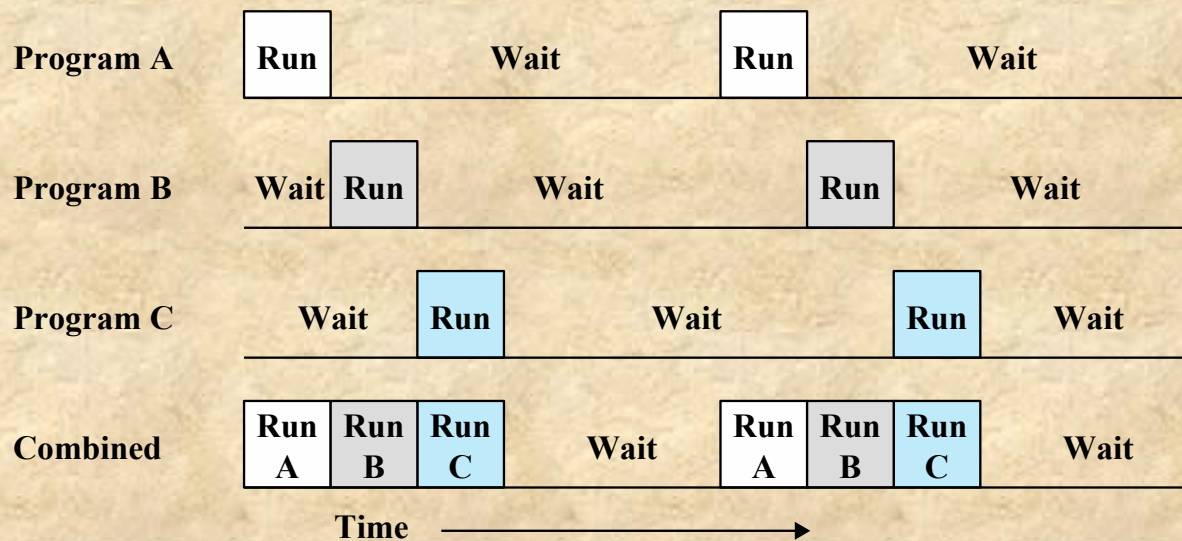 Program A Run Wait Run Wait
Program B Wait Run Wait Run Wait
Program C Wait Run Wait Run Wait
Combined Run A Run B Run C Wait Run A Run B Run C Wait
Time